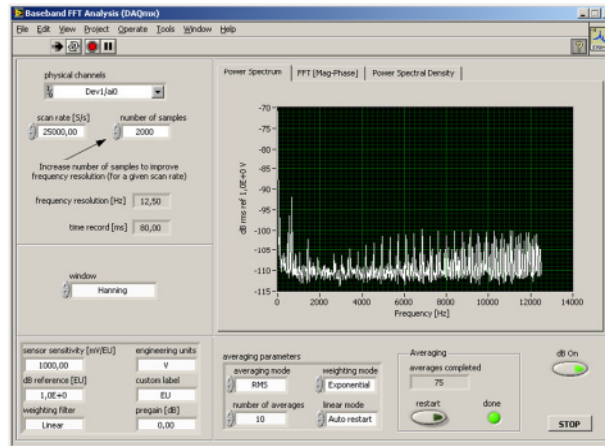 Baseband FFT Analysis (DAQmx)
File Edit View Project Operate Tools Window Help
physical channels
Dev1/ai0
scan rate [S/s] number of samples
25000,00 2000
Increase number of samples to improve
frequency resolution (for a given scan rate)
frequency resolution [Hz] 12,50
time record [ms] 80,00
window
Hanning
sensor sensitivity [mV/EU] engineering units
1000,00 V
dB reference [EU] custom label
1,0E+0 EU
weighting filter pregain [dB]
Linear 0,00
Power Spectrum FFT [Mag-Phase] Power Spectral Density
dB rms ref 1,0E+0 V
-70
-75
-80
-85
-90
-95
-100
-105
-110
-115
0 2000 4000 6000 8000 10000 12000 14000
Frequency [Hz]
averaging parameters
averaging mode weighting mode
RMS Exponential
number of averages linear mode
10 Auto restart
Averaging
averages completed
75
restart done
dB On
STOP